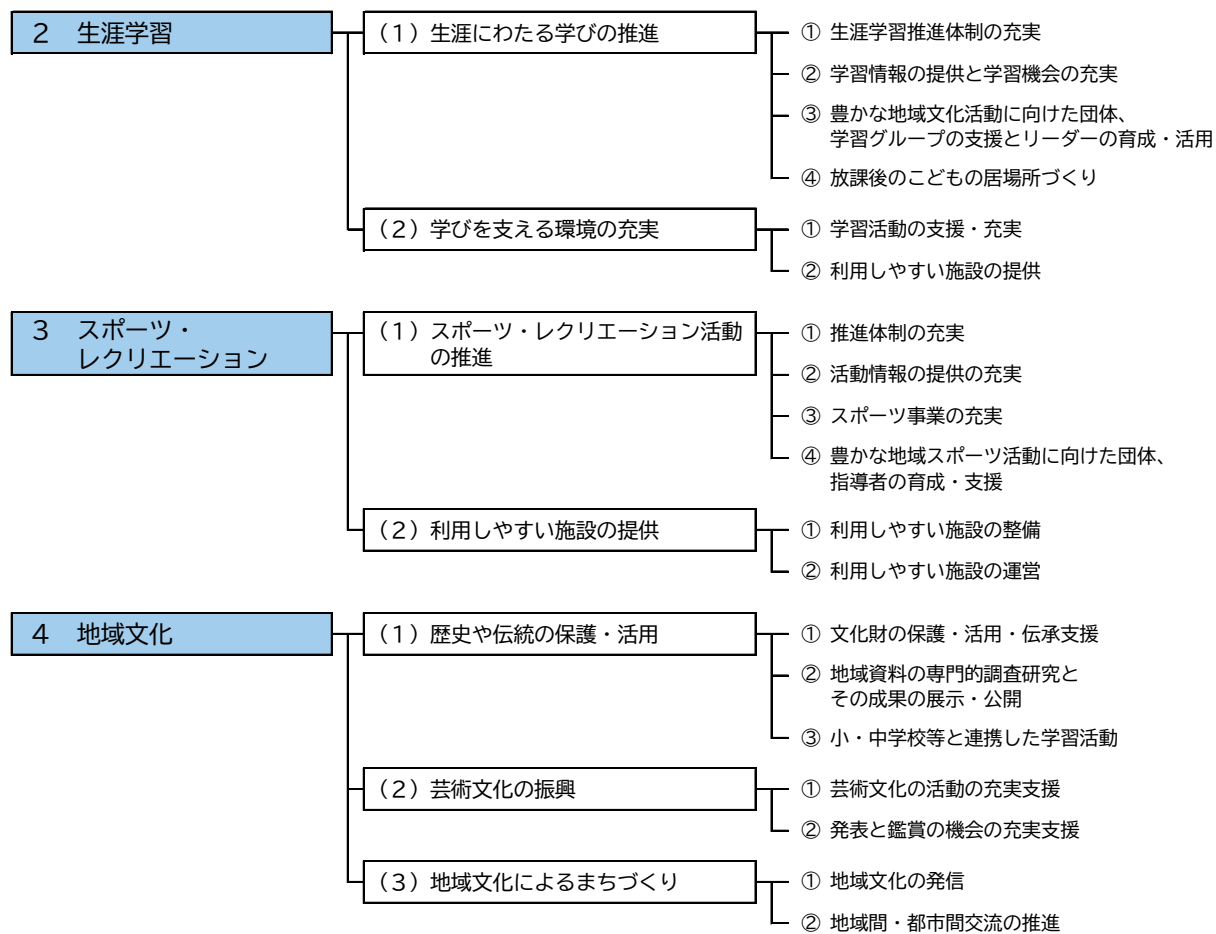 2 生涯学習
(1)生涯にわたる学びの推進
① 生涯学習推進体制の充実
② 学習情報の提供と学習機会の充実
③ 豊かな地域文化活動に向けた団体、
学習グループの支援とリーダーの育成・活用
④ 放課後のこどもの居場所づくり
(2)学びを支える環境の充実
① 学習活動の支援・充実
② 利用しやすい施設の提供
3 スポーツ・
レクリエーション
(1)スポーツ・レクリエーション活動
の推進
① 推進体制の充実
② 活動情報の提供の充実
③ スポーツ事業の充実
④ 豊かな地域スポーツ活動に向けた団体、
指導者の育成・支援
(2)利用しやすい施設の提供
① 利用しやすい施設の整備
② 利用しやすい施設の運営
4 地域文化
(1)歴史や伝統の保護・活用
① 文化財の保護・活用・伝承支援
② 地域資料の専門的調査研究と
その成果の展示・公開
③ 小・中学校等と連携した学習活動
(2)芸術文化の振興
① 芸術文化の活動の充実支援
② 発表と鑑賞の機会の充実支援
(3)地域文化によるまちづくり
① 地域文化の発信
② 地域間・都市間交流の推進